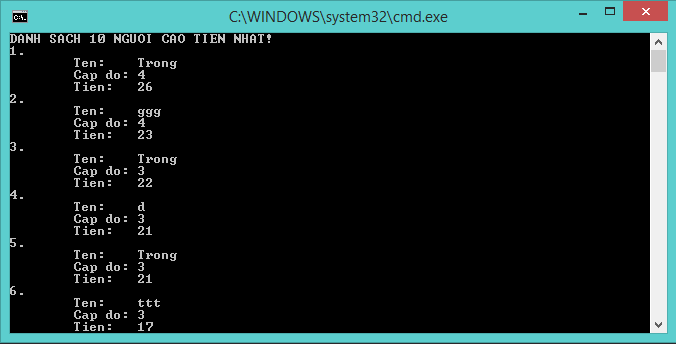 C:\WINDOWS\system32\cmd.exe
DANH SACH 10 NGUOI CAO TIEN NHAT!
1.
Ten: Trong
Cap do: 4
Tien: 26
2.
Ten: ggg
Cap do: 4
Tien: 23
3.
Ten: Trong
Cap do: 3
Tien: 22
4.
Ten: d
Cap do: 3
Tien: 21
5.
Ten: Trong
Cap do: 3
Tien: 21
6.
Ten: ttt
Cap do: 3
Tien: 17